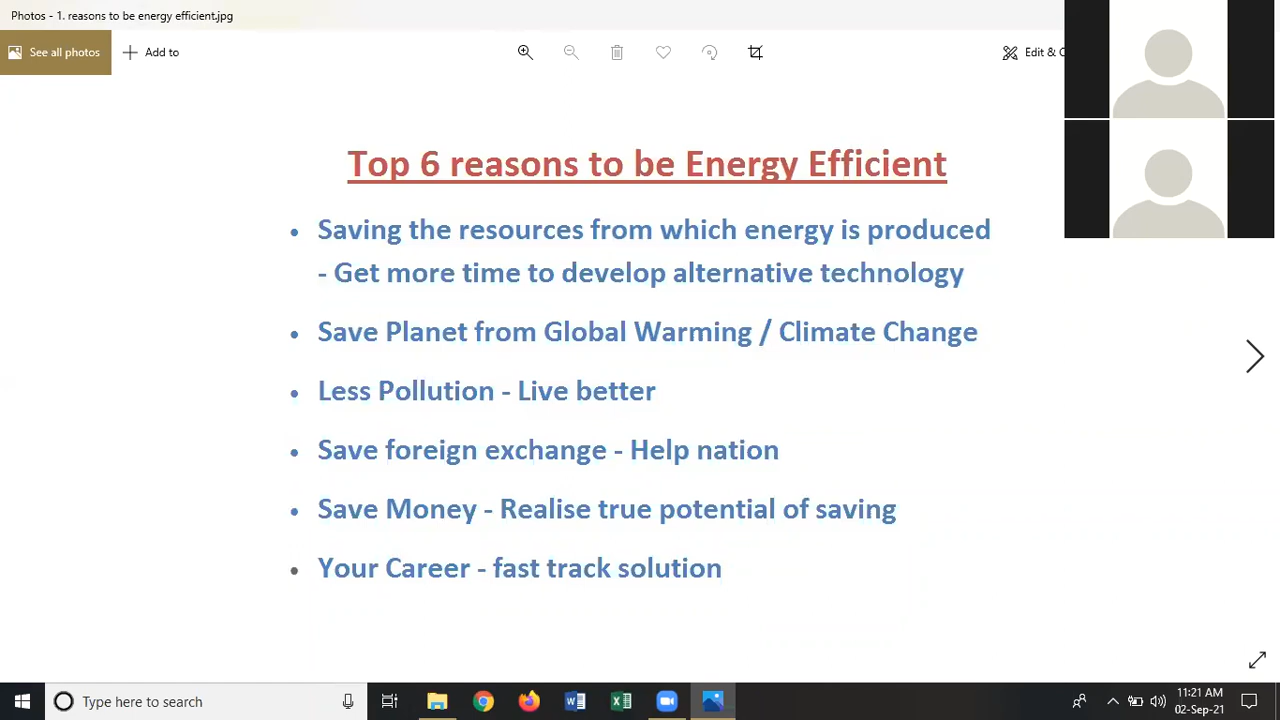 Photos - 1. reasons to be energy efficient.jpg
See all photos
Add to
Edit & C
Top 6 reasons to be Energy Efficient
• Saving the resources from which energy is produced
- Get more time to develop alternative technology
• Save Planet from Global Warming / Climate Change
• Less Pollution - Live better
• Save foreign exchange - Help nation
• Save Money - Realise true potential of saving
• Your Career - fast track solution
Type here to search
11:21 AM
02-Sep-21